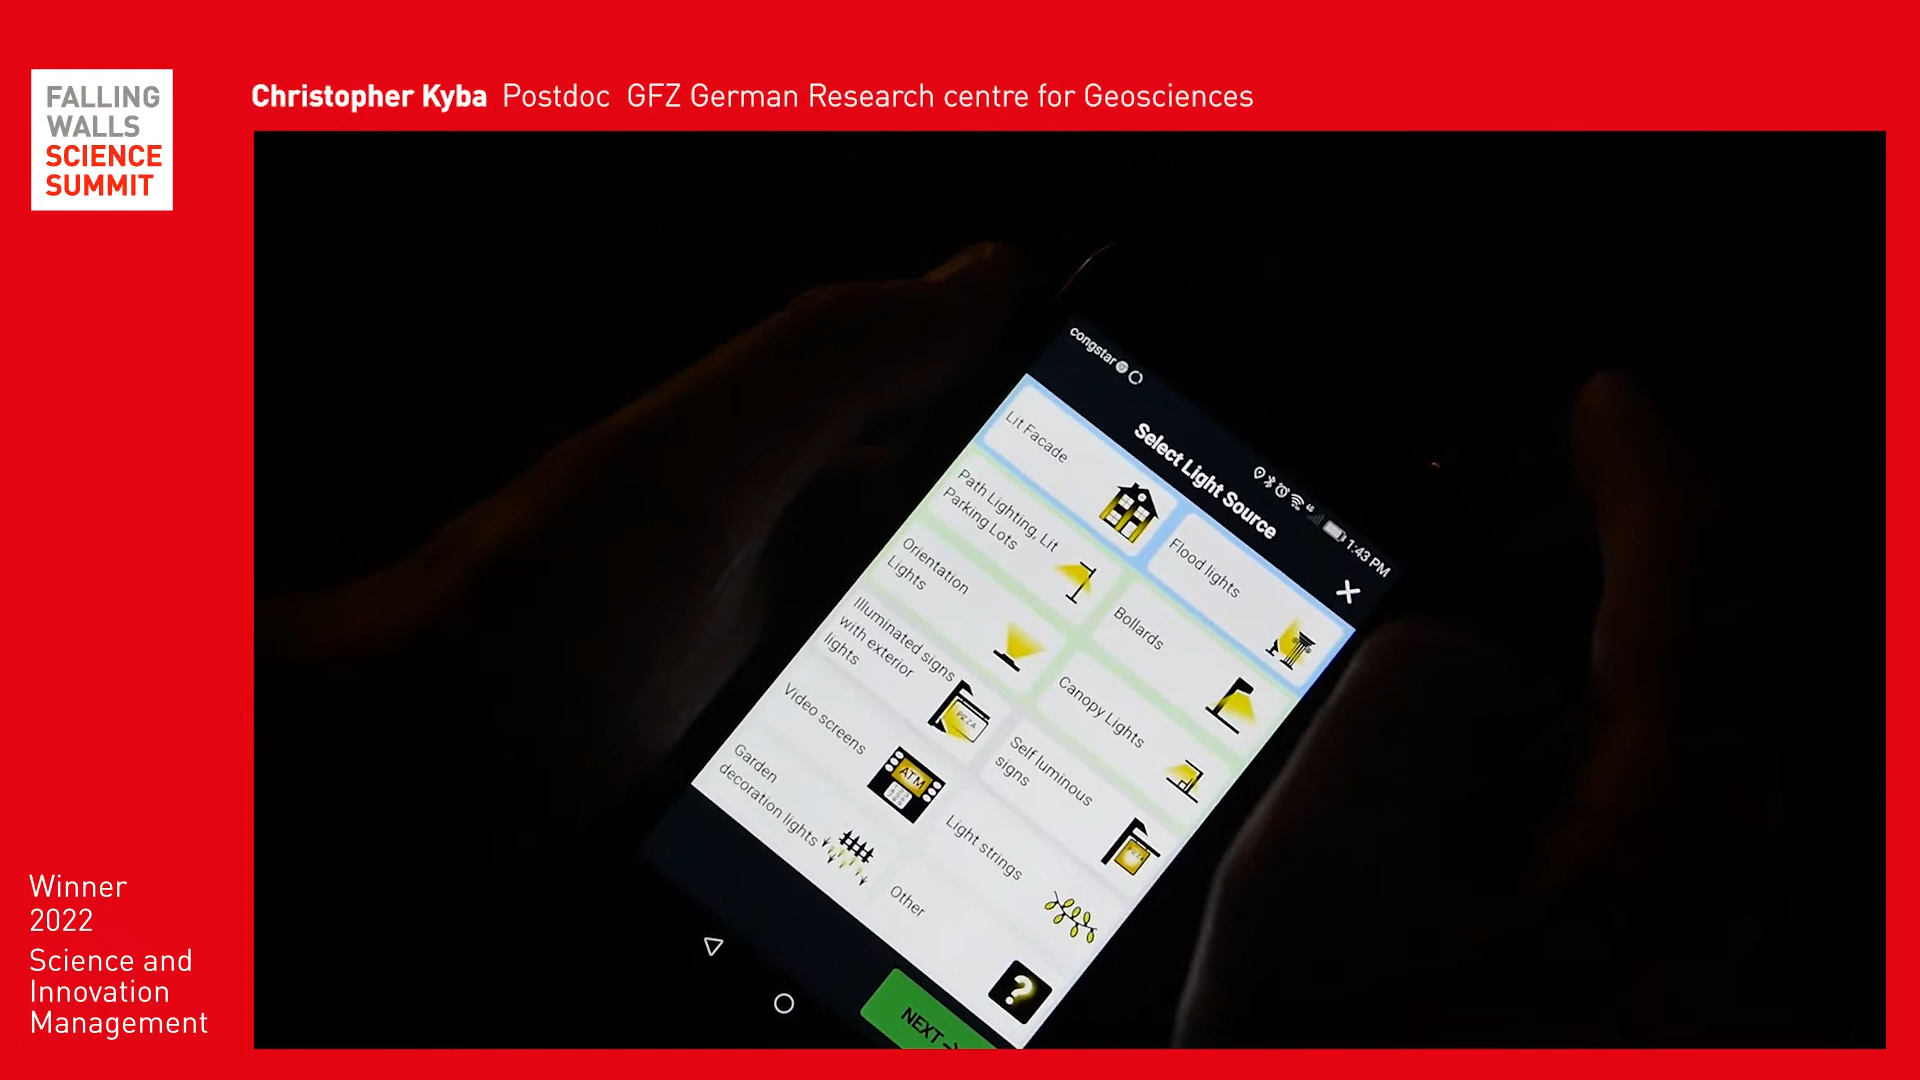 FALLING
WALLS
SCIENCE
SUMMIT
Christopher Kyba Postdoc GFZ German Research centre for Geosciences
congstar
1:43 PM
Select Light Source
Lit Facade
Flood lights
Path Lighting, Lit
Parking Lots
Bollards
Orientation
Lights
Canopy Lights
Illuminated signs
with exterior
lights
PIZZA
Self luminous
signs
Video screens
ATM
Light strings
Garden
decoration lights
Other
?
NEXT →
Winner
2022
Science and
Innovation
Management